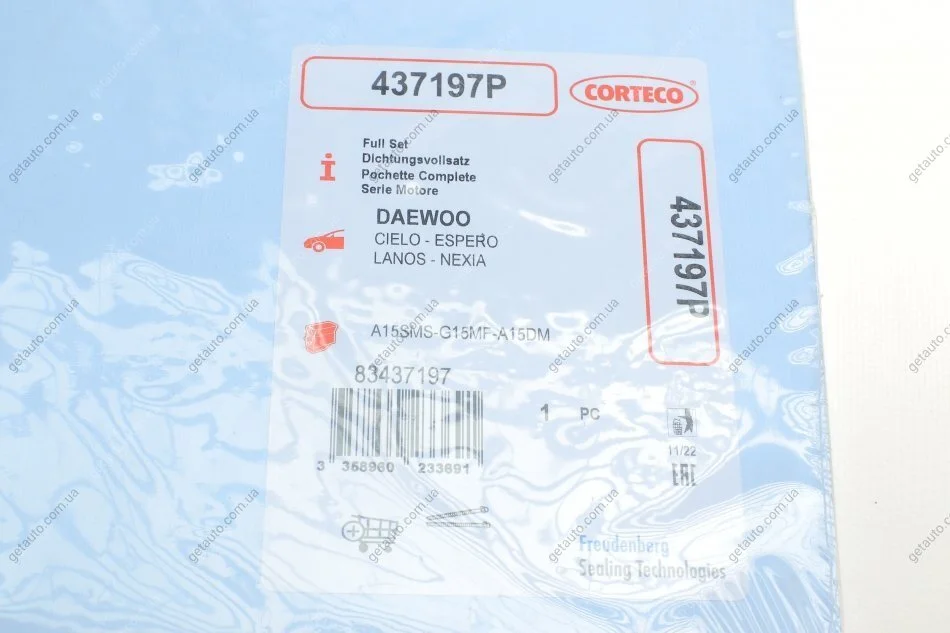 437197P
CORTECO
Full Set
Dichtungsvollsatz
Pochette Complete
Serie Motore
DAEWOO
CIELO - ESPERO
LANOS - NEXIA
437197P
A15SMS-G15MF-A15DM
83437197
1 PC
3 358960 233691
11/22
EAC
Freudenberg
Sealing Technologies
getauto.com.ua